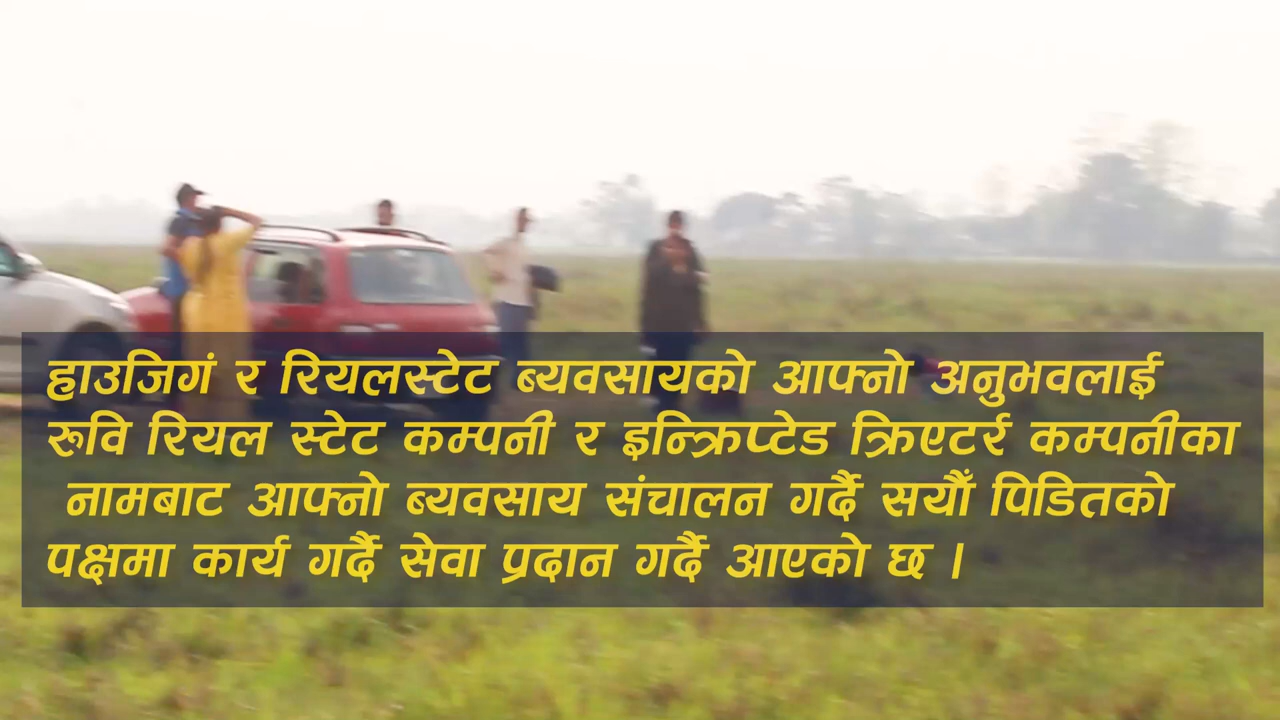 हाउजिगं र रियलस्टेट ब्यवसायको आफ्नो अनुभवलाई
रूवि रियल स्टेट कम्पनी र इन्क्रिप्टेड क्रिएटर्र कम्पनीका
नामबाट आफ्नो ब्यवसाय संचालन गर्दै सयौँ पिडितको
पक्षमा कार्य गर्दै सेवा प्रदान गर्दै आएको छ ।